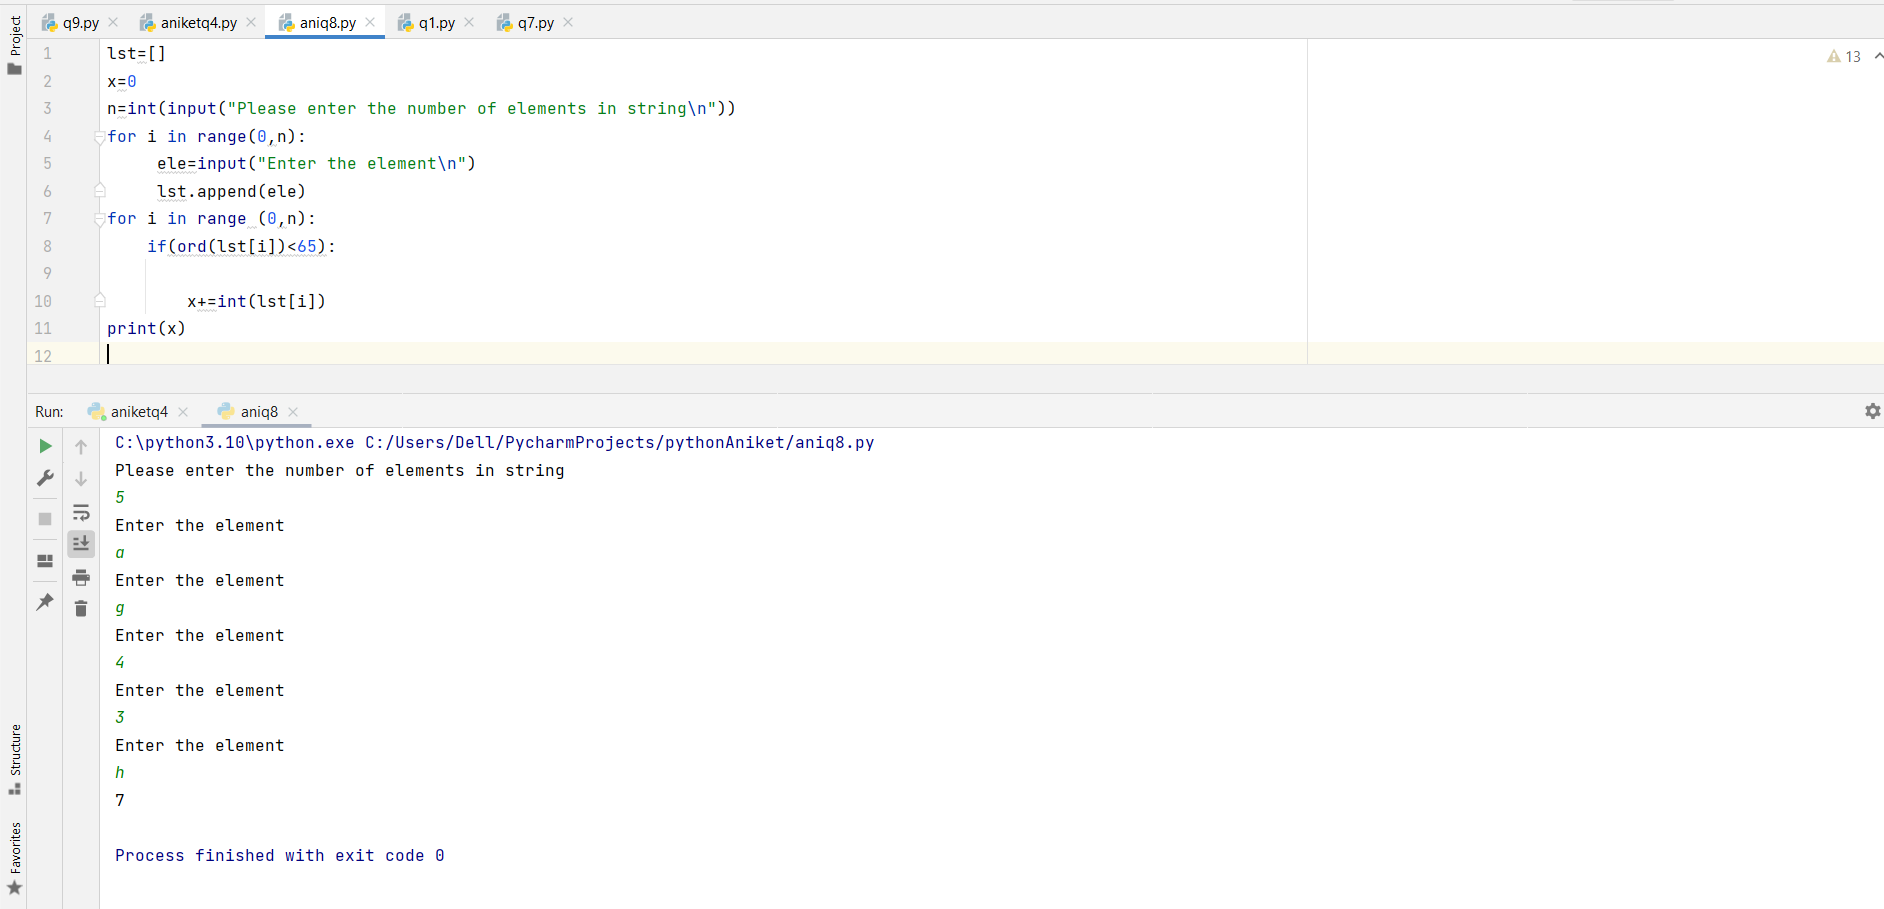 q9.py aniketq4.py aniq8.py q1.py q7.py
Project
13
1 lst=[]
2 x=0
3 n=int(input("Please enter the number of elements in string\n"))
4 for i in range(0,n):
5 ele=input("Enter the element\n")
6 lst.append(ele)
7 for i in range (0,n):
8 if(ord(lst[i])<65):
9
10 x+=int(lst[i])
11 print(x)
12
Run: aniketq4 aniq8
C:\python3.10\python.exe C:/Users/Dell/PycharmProjects/pythonAniket/aniq8.py
Please enter the number of elements in string
5
Enter the element
a
Enter the element
g
Enter the element
4
Enter the element
3
Enter the element
h
7
Process finished with exit code 0
Structure
Favorites